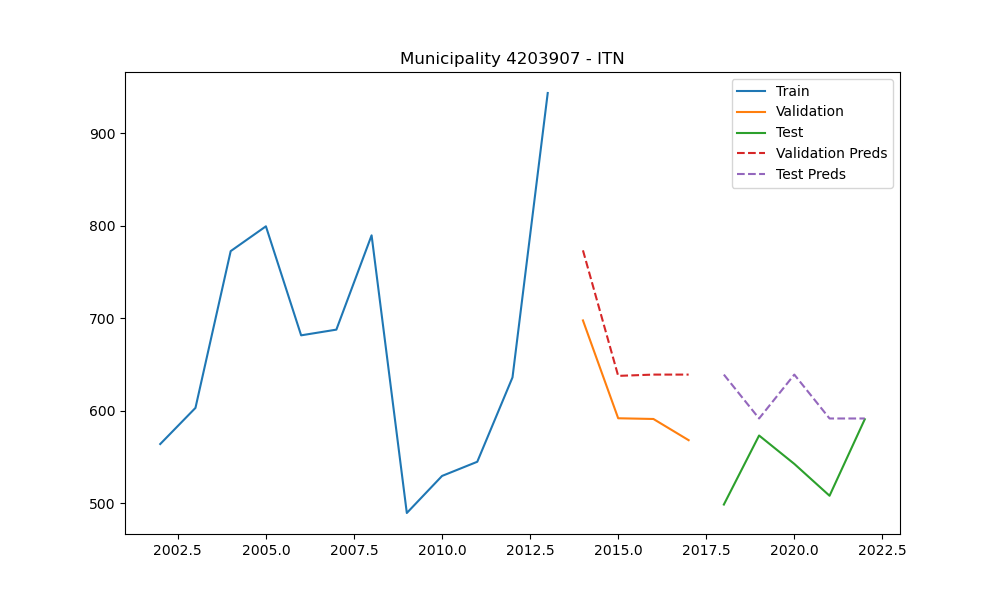 Municipality 4203907 - ITN
Train
Validation
Test
Validation Preds
Test Preds
900
800
700
600
500
2002.5 2005.0 2007.5 2010.0 2012.5 2015.0 2017.5 2020.0 2022.5